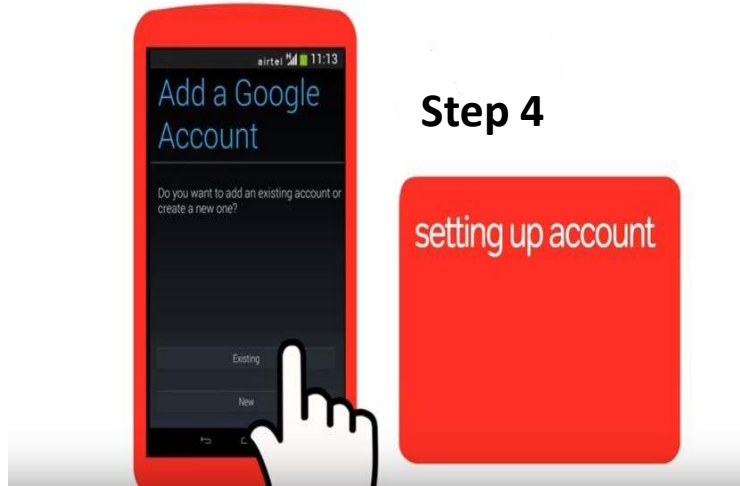 airtel 11:13
Add a Google
Account
Do you want to add an existing account or
create a new one?
Existing
New
Step 4
setting up account